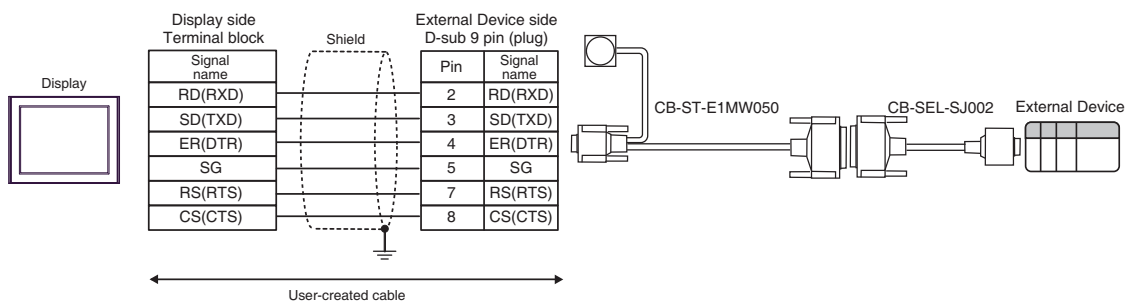 Display
Display side
Terminal block
Shield
External Device side
D-sub 9 pin (plug)
Signal
name
Pin
Signal
name
RD(RXD)
2
RD(RXD)
SD(TXD)
3
SD(TXD)
ER(DTR)
4
ER(DTR)
SG
5
SG
RS(RTS)
7
RS(RTS)
CS(CTS)
8
CS(CTS)
User-created cable
CB-ST-E1MW050
CB-SEL-SJ002
External Device